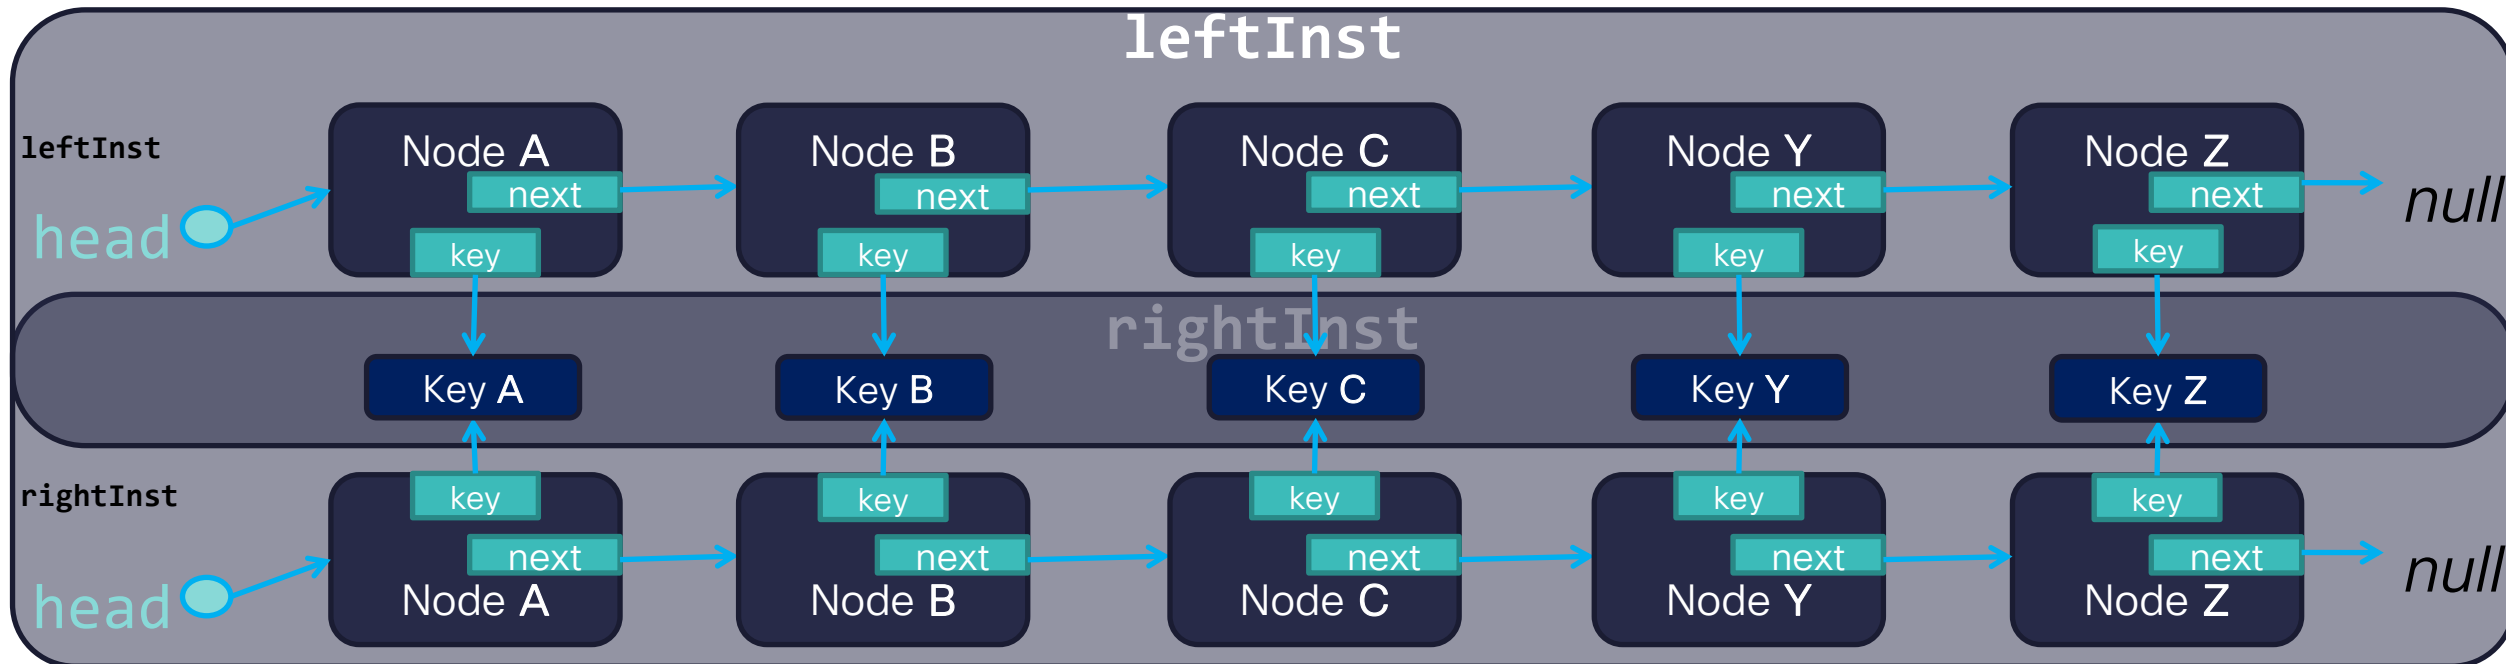 leftInst
leftInst
Node A
Node B
Node C
Node Y
Node Z
next
next
next
next
next
null
head
key
key
key
key
key
rightInst
Key A
Key B
Key C
Key Y
Key Z
rightInst
key
key
key
key
key
next
next
next
next
next
null
head
Node A
Node B
Node C
Node Y
Node Z